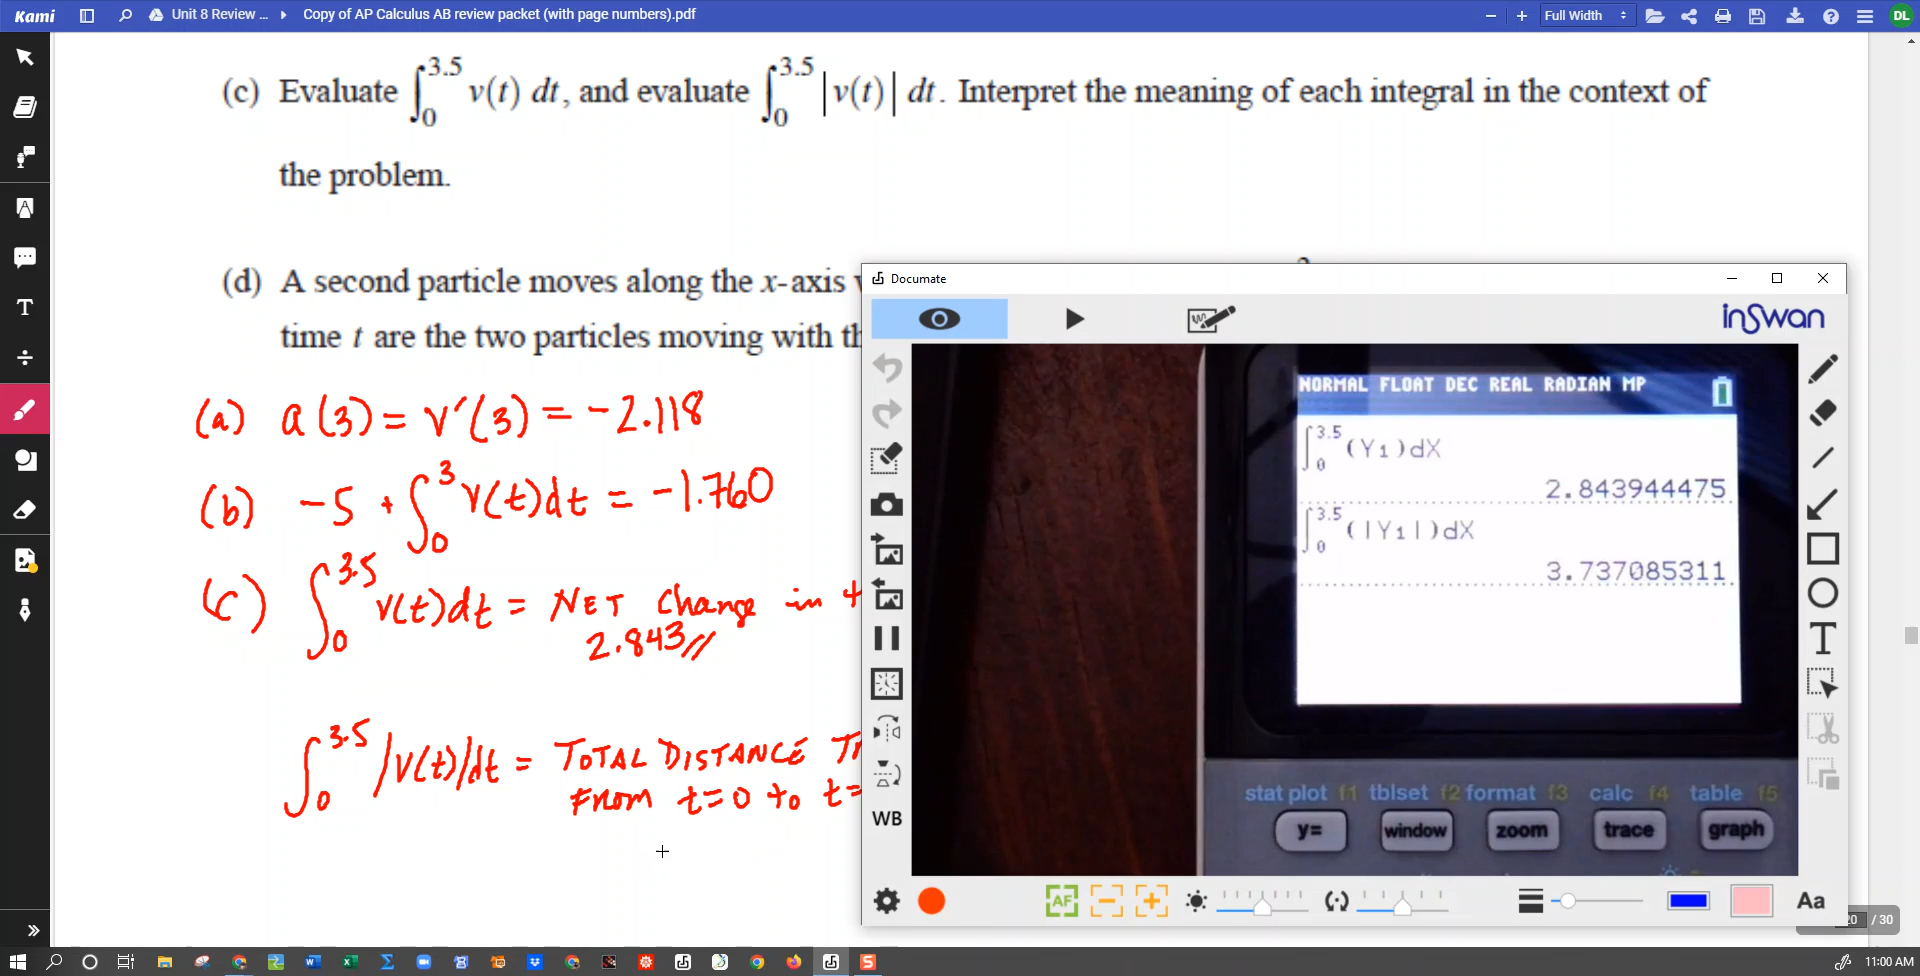 Kami
Unit 8 Review ...
Copy of AP Calculus AB review packet (with page numbers).pdf
Full Width
DL
(c) Evaluate ∫₀^3.5 v(t) dt, and evaluate ∫₀^3.5 |v(t)| dt. Interpret the meaning of each integral in the context of
the problem.
(d) A second particle moves along the x-axis
time t are the two particles moving with th
(a) a(3) = v'(3) = -2.118
(b) -5 + ∫₀^3 v(t)dt = -1.760
(c) ∫₀^3.5 v(t)dt = NET change in
2.843//
∫₀^3.5 |v(t)|dt = TOTAL DISTANCE TR
FROM t=0 to t=
Documate
inSwan
NORMAL FLOAT DEC REAL RADIAN MP
∫₀^3.5 (Y1)dX
2.843944475
∫₀^3.5 (|Y1|)dX
3.737085311
stat plot f1 tblset f2 format f3 calc f4 table f5
y= window zoom trace graph
WB
T
AF
Aa
20 / 30
11:00 AM